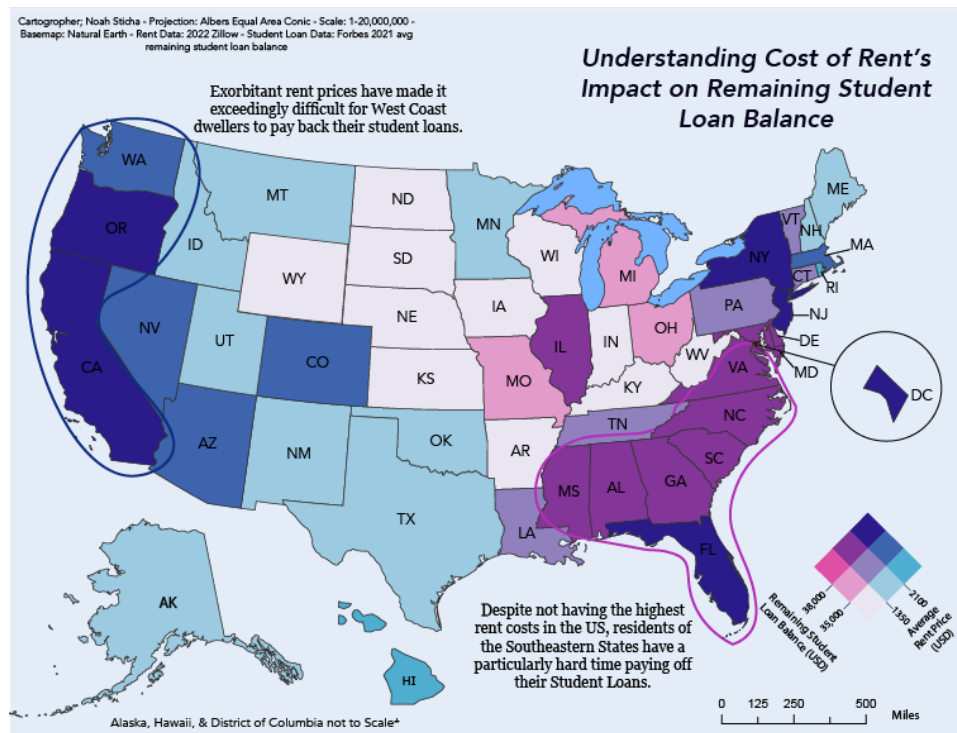 Cartogropher; Noah Sticha - Projection: Albers Equal Area Conic - Scale: 1-20,000,000 -
Basemap: Natural Earth - Rent Data: 2022 Zillow - Student Loan Data: Forbes 2021 avg
remaining student loan balance
Understanding Cost of Rent's
Impact on Remaining Student
Loan Balance
Exorbitant rent prices have made it
exceedingly difficult for West Coast
dwellers to pay back their student loans.
WA
OR
CA
NV
ID
MT
WY
UT
CO
AZ
NM
ND
SD
NE
KS
OK
TX
MN
IA
MO
AR
LA
WI
IL
MI
IN
OH
KY
TN
MS
AL
GA
FL
SC
NC
VA
WV
PA
NY
VT
NH
ME
MA
CT
RI
NJ
DE
MD
DC
AK
HI
Despite not having the highest
rent costs in the US, residents of
the Southeastern States have a
particularly hard time paying off
their Student Loans.
38,000
35,000
Remaining Student
Loan Balance (USD)
2100
1350
Average
Rent Price
(USD)
0 125 250 500
Miles
Alaska, Hawaii, & District of Columbia not to Scale*